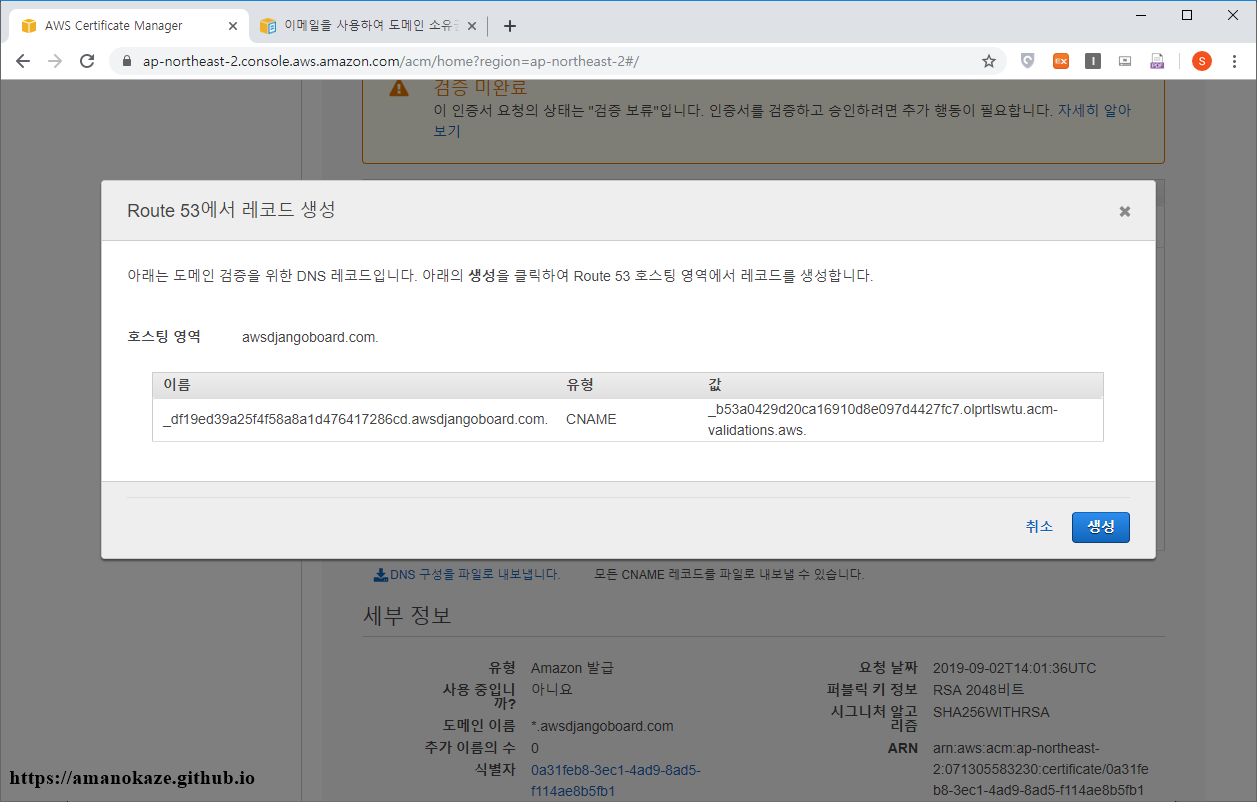 AWS Certificate Manager
이메일을 사용하여 도메인 소유
ap-northeast-2.console.aws.amazon.com/acm/home?region=ap-northeast-2#/
EX
I
PDF
S
검증 미완료
이 인증서 요청의 상태는 "검증 보류"입니다. 인증서를 검증하고 승인하려면 추가 행동이 필요합니다. 자세히 알아
보기
Route 53에서 레코드 생성
아래는 도메인 검증을 위한 DNS 레코드입니다. 아래의 생성을 클릭하여 Route 53 호스팅 영역에서 레코드를 생성합니다.
호스팅 영역 awsdjangoboard.com.
이름 유형 값
_df19ed39a25f4f58a8a1d476417286cd.awsdjangoboard.com. CNAME _b53a0429d20ca16910d8e097d4427fc7.olprtlswtu.acm-
validations.aws.
취소 생성
DNS 구성을 파일로 내보냅니다. 모든 CNAME 레코드를 파일로 내보낼 수 있습니다.
세부 정보
유형 Amazon 발급
사용 중입니
까? 아니요
도메인 이름 *.awsdjangoboard.com
추가 이름의 수 0
식별자 0a31feb8-3ec1-4ad9-8ad5-
f114ae8b5fb1
요청 날짜 2019-09-02T14:01:36UTC
퍼블릭 키 정보 RSA 2048비트
시그니처 알고
리즘 SHA256WITHRSA
ARN arn:aws:acm:ap-northeast-
2:071305583230:certificate/0a31fe
b8-3ec1-4ad9-8ad5-f114ae8b5fb1
https://amanokaze.github.io